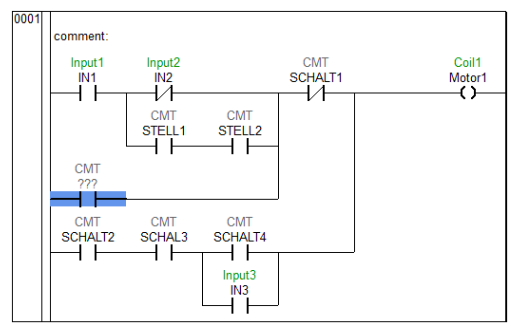 0001
comment:
Input1 Input2 CMT Coil1
IN1 IN2 SCHALT1 Motor1
CMT CMT
STELL1 STELL2
CMT
???
CMT CMT CMT
SCHALT2 SCHAL3 SCHALT4
Input3
IN3